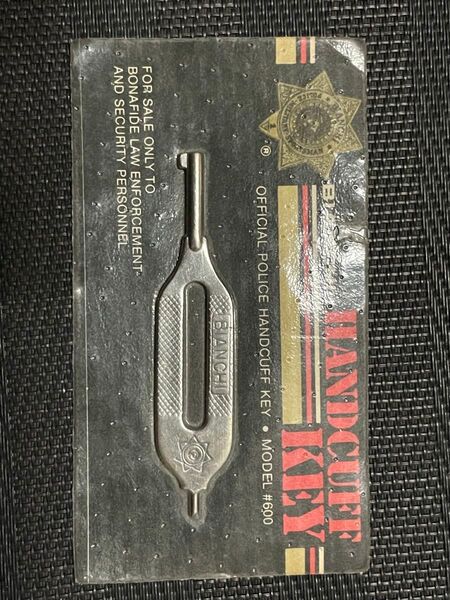 HANDCUFF
KEY
®
OFFICIAL POLICE HANDCUFF KEY • MODEL #600
BIANCHI
FOR SALE ONLY TO
BONAFIDE LAW ENFORCEMENT
AND SECURITY PERSONNEL